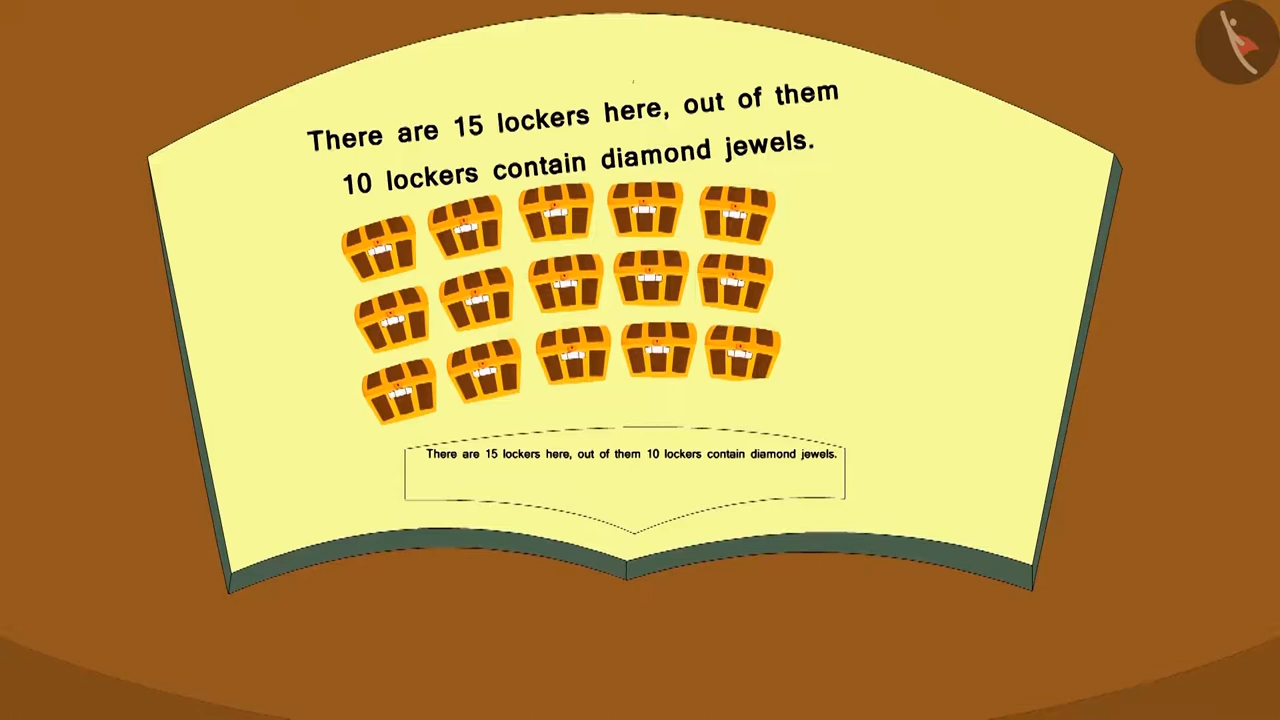 There are 15 lockers here, out of them
10 lockers contain diamond jewels.
There are 15 lockers here, out of them 10 lockers contain diamond jewels.